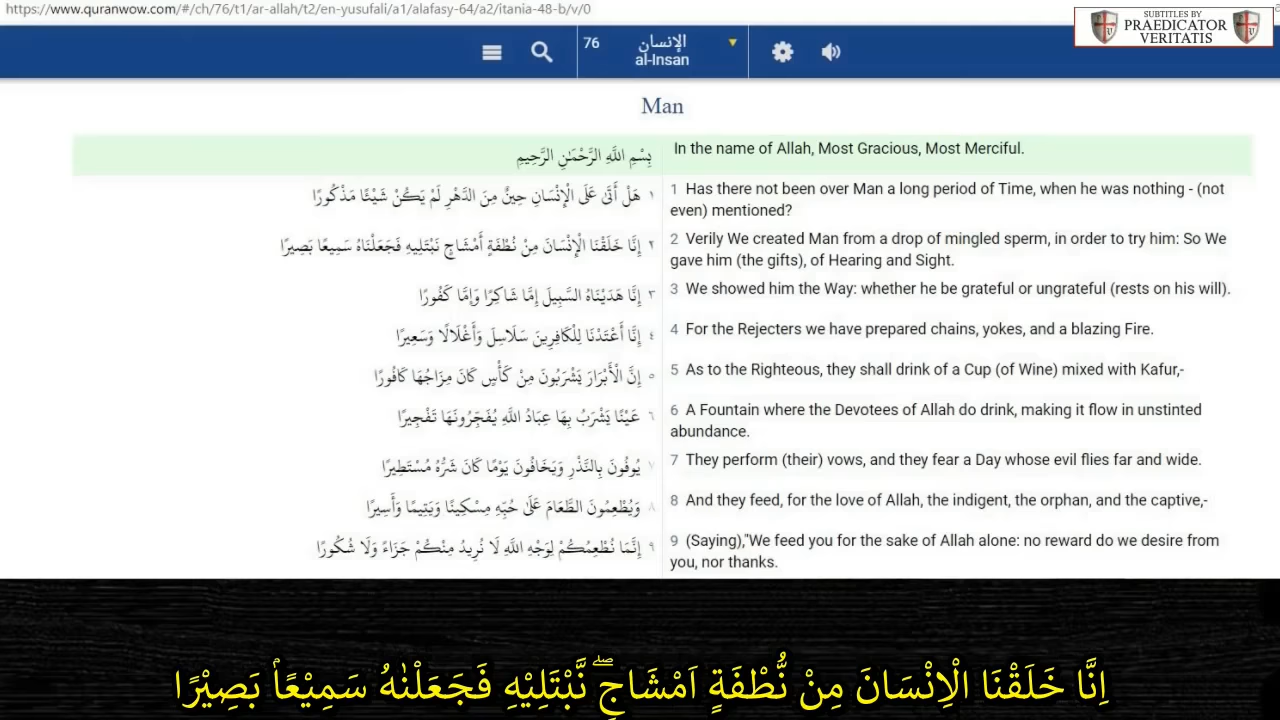 https://www.quranwow.com/#/ch/76/t1/ar-allah/t2/en-yusufali/a1/alafasy-64/a2/itania-48-b/v/0
SUBTITLES BY
PRAEDICATOR
VERITATIS
76 الإنسان
al-Insan
Man
بِسْمِ اللَّهِ الرَّحْمَٰنِ الرَّحِيمِ
In the name of Allah, Most Gracious, Most Merciful.
١ هَلْ أَتَىٰ عَلَى الْإِنْسَانِ حِينٌ مِنَ الدَّهْرِ لَمْ يَكُنْ شَيْئًا مَذْكُورًا
1 Has there not been over Man a long period of Time, when he was nothing - (not
even) mentioned?
٢ إِنَّا خَلَقْنَا الْإِنْسَانَ مِنْ نُطْفَةٍ أَمْشَاجٍ نَبْتَلِيهِ فَجَعَلْنَاهُ سَمِيعًا بَصِيرًا
2 Verily We created Man from a drop of mingled sperm, in order to try him: So We
gave him (the gifts), of Hearing and Sight.
٣ إِنَّا هَدَيْنَاهُ السَّبِيلَ إِمَّا شَاكِرًا وَإِمَّا كَفُورًا
3 We showed him the Way: whether he be grateful or ungrateful (rests on his will).
٤ إِنَّا أَعْتَدْنَا لِلْكَافِرِينَ سَلَاسِلَ وَأَغْلَالًا وَسَعِيرًا
4 For the Rejecters we have prepared chains, yokes, and a blazing Fire.
٥ إِنَّ الْأَبْرَارَ يَشْرَبُونَ مِنْ كَأْسٍ كَانَ مِزَاجُهَا كَافُورًا
5 As to the Righteous, they shall drink of a Cup (of Wine) mixed with Kafur,-
٦ عَيْنًا يَشْرَبُ بِهَا عِبَادُ اللَّهِ يُفَجِّرُونَهَا تَفْجِيرًا
6 A Fountain where the Devotees of Allah do drink, making it flow in unstinted
abundance.
٧ يُوفُونَ بِالنَّذْرِ وَيَخَافُونَ يَوْمًا كَانَ شَرُّهُ مُسْتَطِيرًا
7 They perform (their) vows, and they fear a Day whose evil flies far and wide.
٨ وَيُطْعِمُونَ الطَّعَامَ عَلَىٰ حُبِّهِ مِسْكِينًا وَيَتِيمًا وَأَسِيرًا
8 And they feed, for the love of Allah, the indigent, the orphan, and the captive,-
٩ إِنَّمَا نُطْعِمُكُمْ لِوَجْهِ اللَّهِ لَا نُرِيدُ مِنْكُمْ جَزَاءً وَلَا شُكُورًا
9 (Saying),"We feed you for the sake of Allah alone: no reward do we desire from
you, nor thanks.
اِنَّا خَلَقْنَا الْاِنْسَانَ مِنْ نُّطْفَةٍ اَمْشَاجٍۖ نَّبْتَلِيْهِ فَجَعَلْنٰهُ سَمِيْعًاۢ بَصِيْرًا